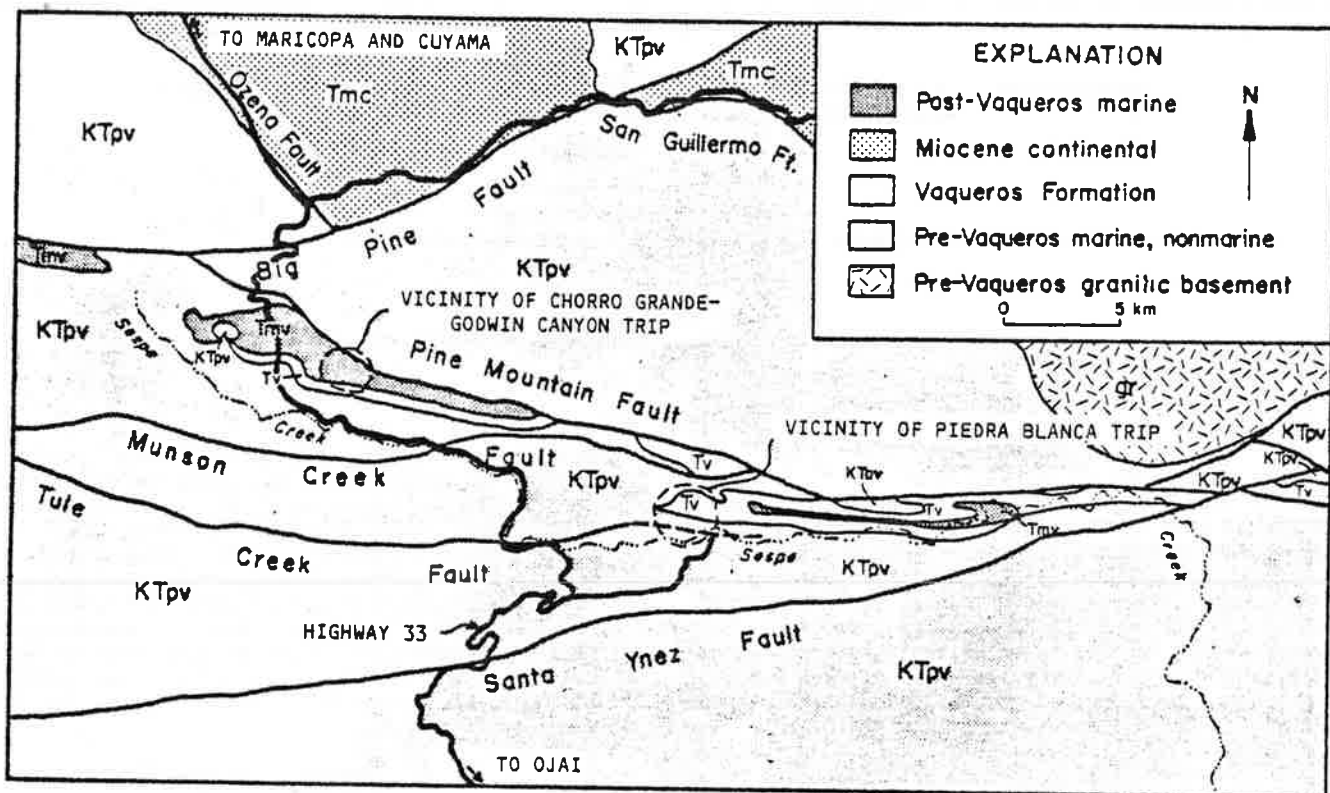 TO MARICOPA AND CUYAMA
KTpv
Tmc
Tmc
Ozena Fault
KTpv
San Guillermo Ft.
Big Pine Fault
EXPLANATION
Post-Vaqueros marine
Miocene continental
Vaqueros Formation
Pre-Vaqueros marine, nonmarine
Pre-Vaqueros granitic basement
0 5 km
N
Tmv
KTpv
KTpv
VICINITY OF CHORRO GRANDE-
GODWIN CANYON TRIP
Sespe Creek
Tmv
KTpv
Tv
Pine Mountain Fault
gr
VICINITY OF PIEDRA BLANCA TRIP
KTpv
KTpv
KTpv
Tv
Munson Creek Fault
KTpv
Tv
KTpv
Tv
Tv
Tmv
Tule Creek Fault
KTpv
Sespe Creek
KTpv
HIGHWAY 33
Santa Ynez Fault
KTpv
KTpv
TO OJAI